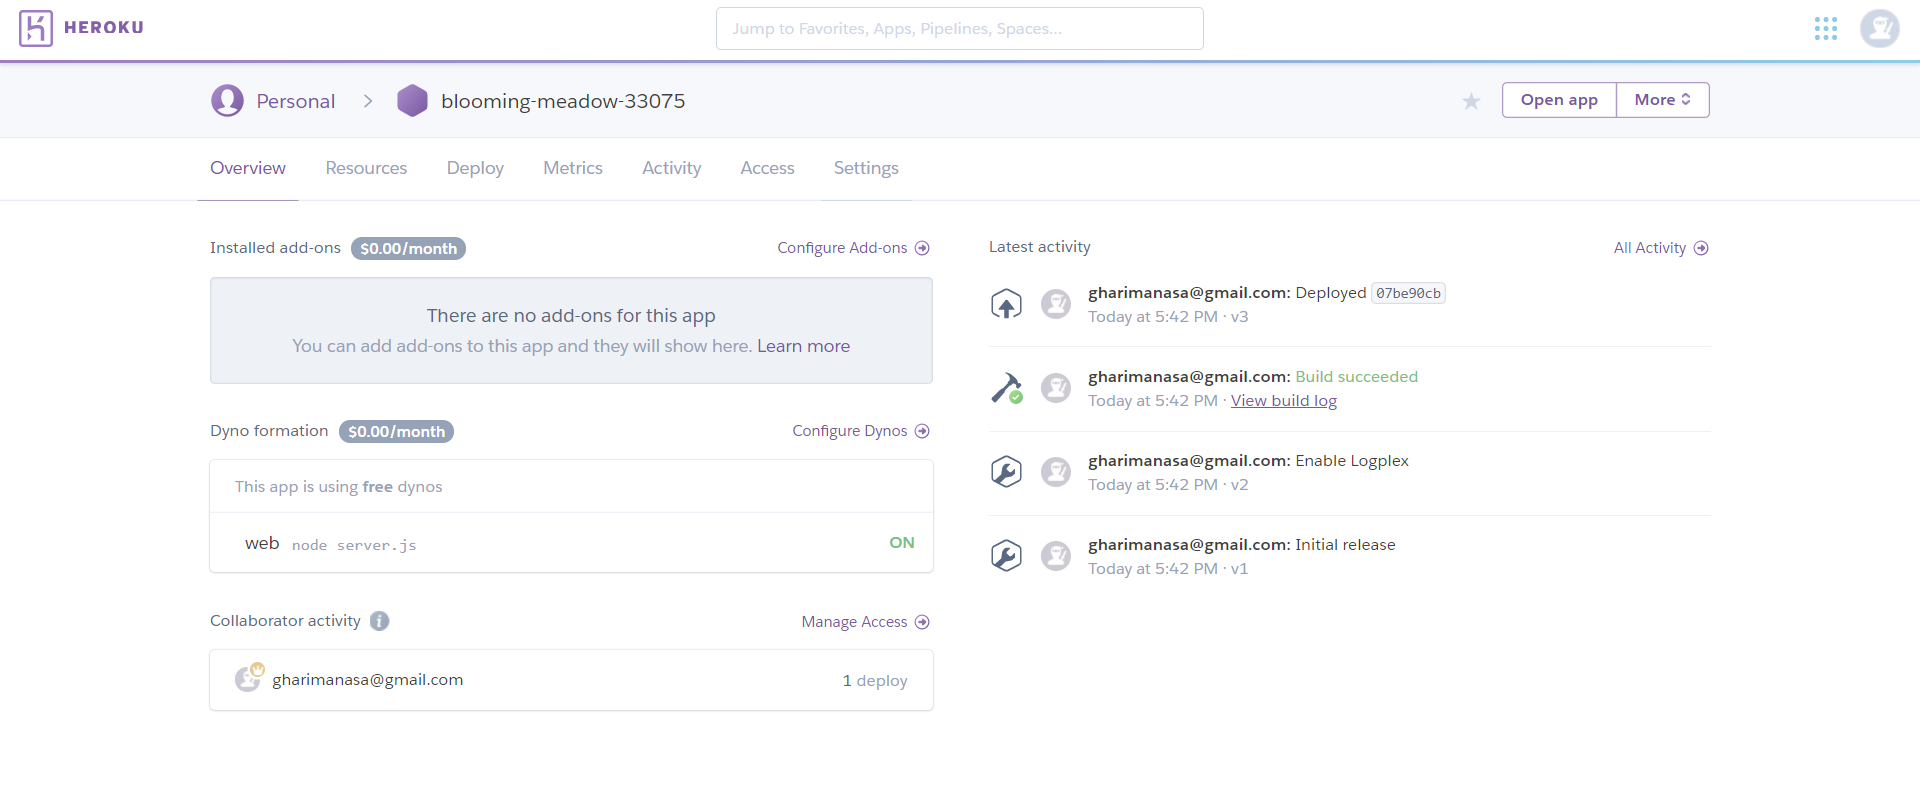 HEROKU
Jump to Favorites, Apps, Pipelines, Spaces...
Personal > blooming-meadow-33075
Open app
More
Overview Resources Deploy Metrics Activity Access Settings
Installed add-ons $0.00/month
Configure Add-ons
There are no add-ons for this app
You can add add-ons to this app and they will show here. Learn more
Dyno formation $0.00/month
Configure Dynos
This app is using free dynos
web node server.js ON
Collaborator activity i
Manage Access
gharimanasa@gmail.com 1 deploy
Latest activity
All Activity
gharimanasa@gmail.com: Deployed 07be90cb
Today at 5:42 PM · v3
gharimanasa@gmail.com: Build succeeded
Today at 5:42 PM · View build log
gharimanasa@gmail.com: Enable Logplex
Today at 5:42 PM · v2
gharimanasa@gmail.com: Initial release
Today at 5:42 PM · v1